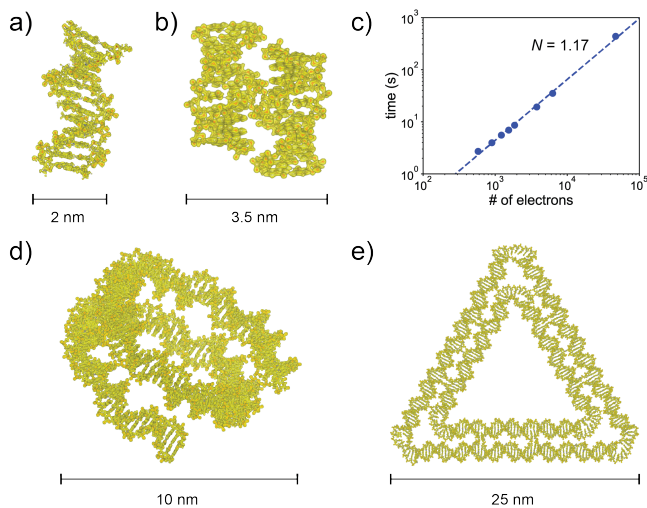 a)
b)
c)
2 nm
3.5 nm
time (s)
10³
10²
10¹
10⁰
N = 1.17
10²
10³
10⁴
10⁵
# of electrons
d)
e)
10 nm
25 nm